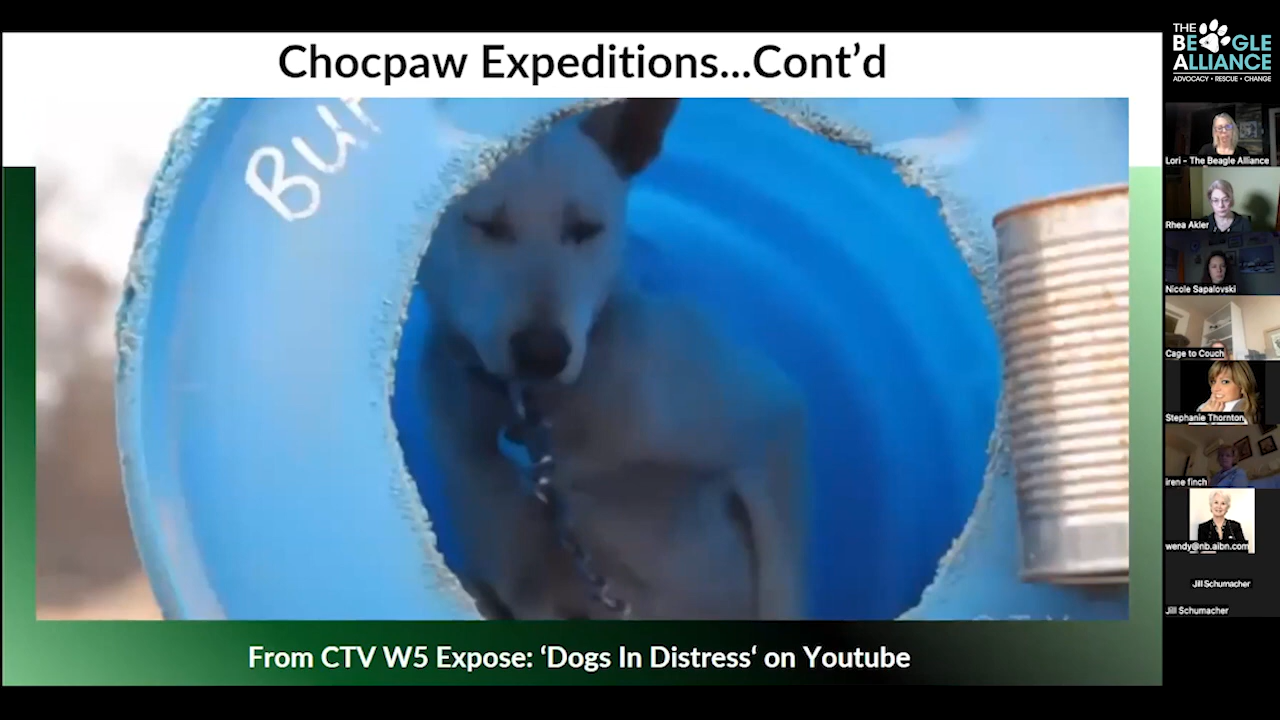 Chocpaw Expeditions...Cont’d
From CTV W5 Expose: ‘Dogs In Distress‘ on Youtube
THE
BEAGLE
ALLIANCE
ADVOCACY • RESCUE • CHANGE
Lori - The Beagle Alliance
Rhea Akler
Nicole Sapalovski
Cage to Couch
Stephanie Thornton
irene finch
wendy@nb.aibn.com
Jill Schumacher
Jill Schumacher